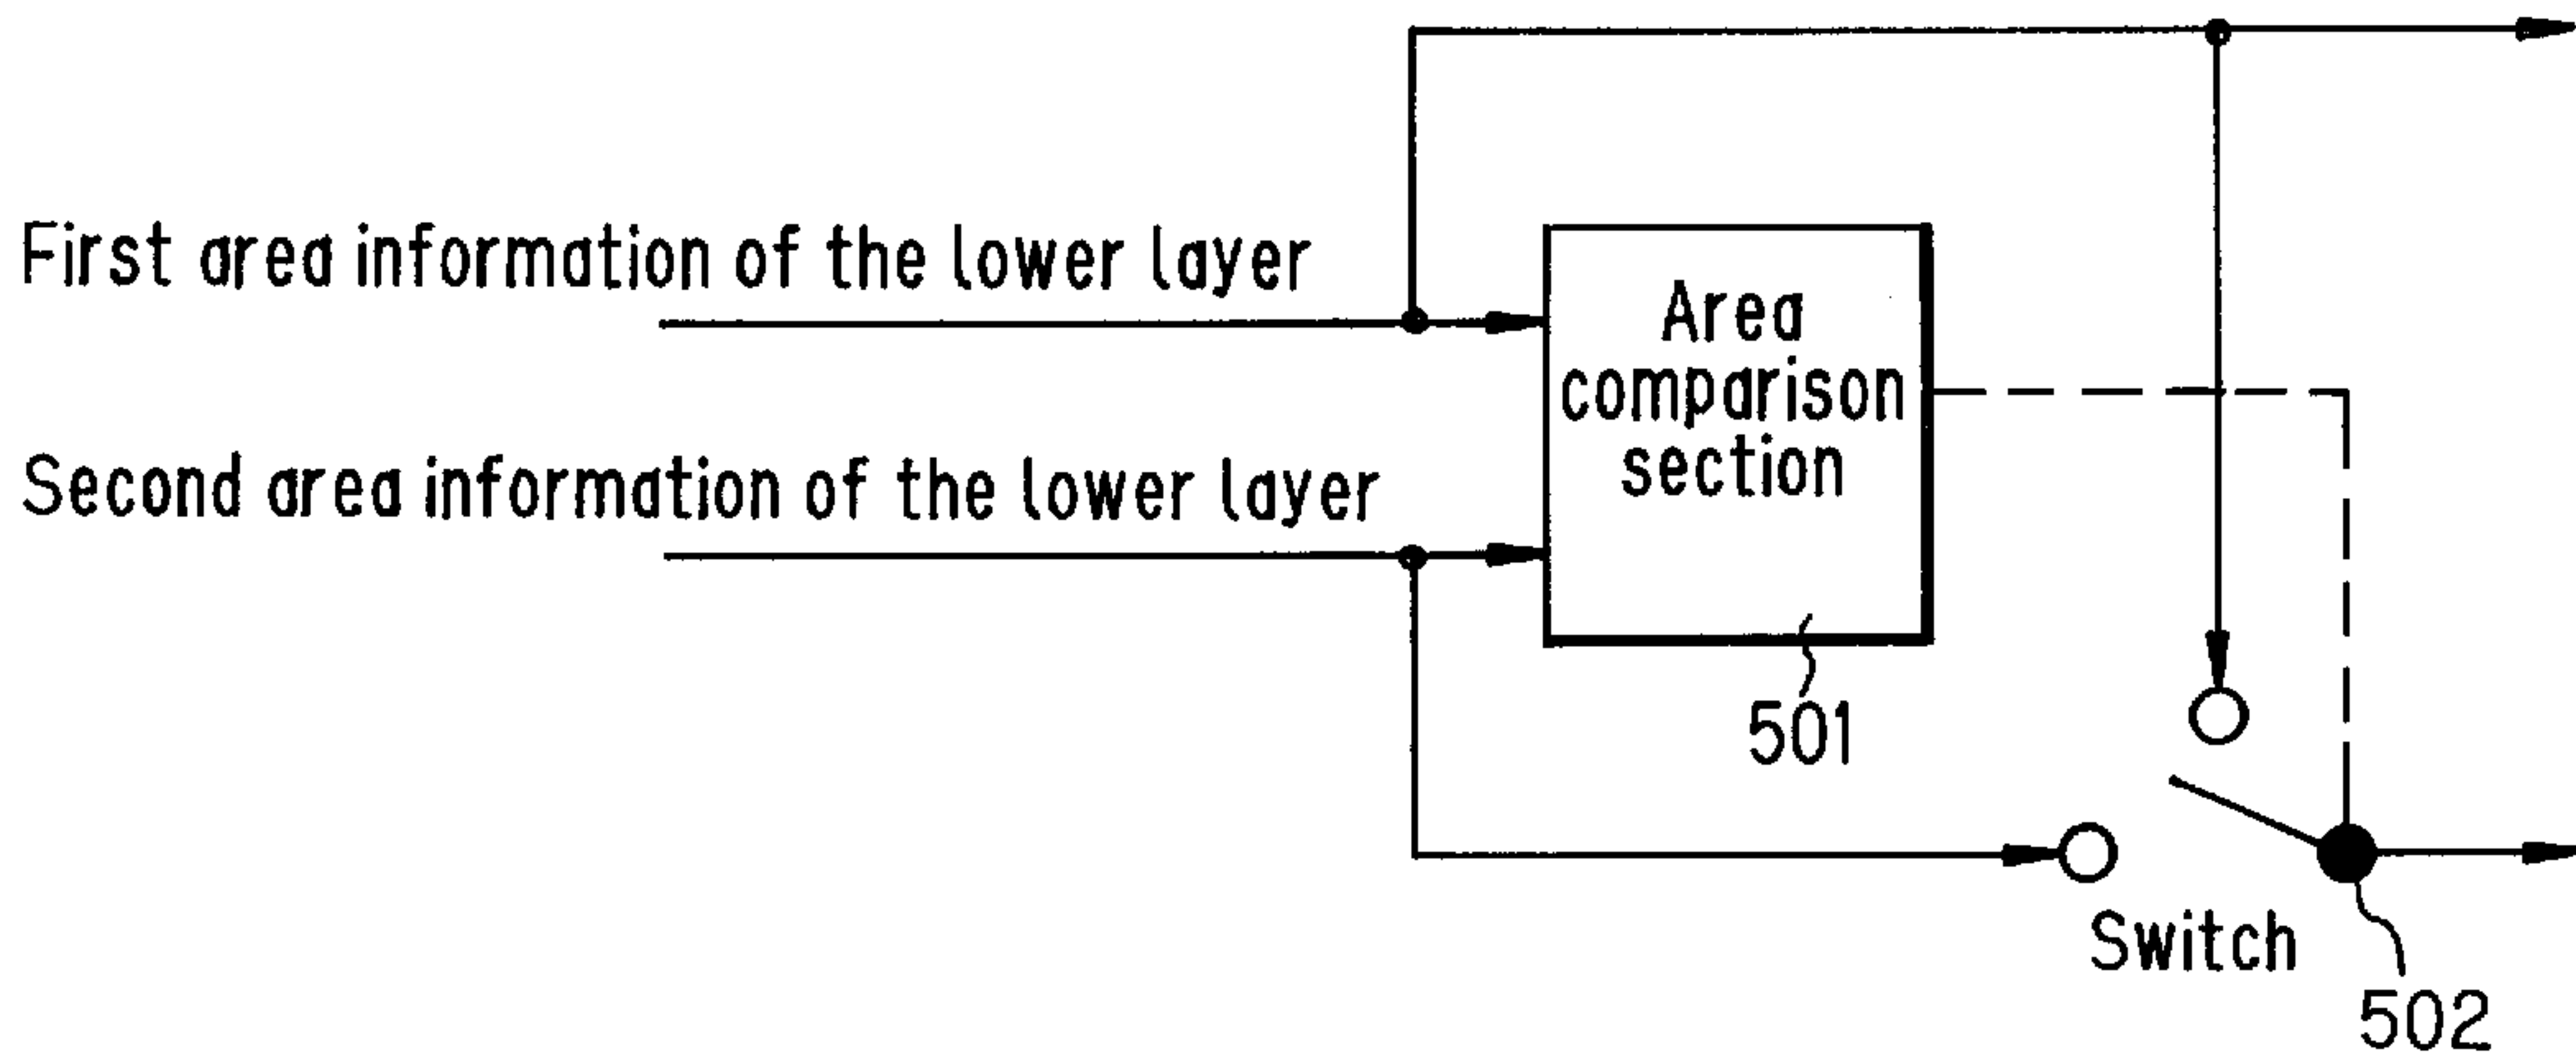 First area information of the lower layer
Area
comparison
section
Second area information of the lower layer
501
Switch
502